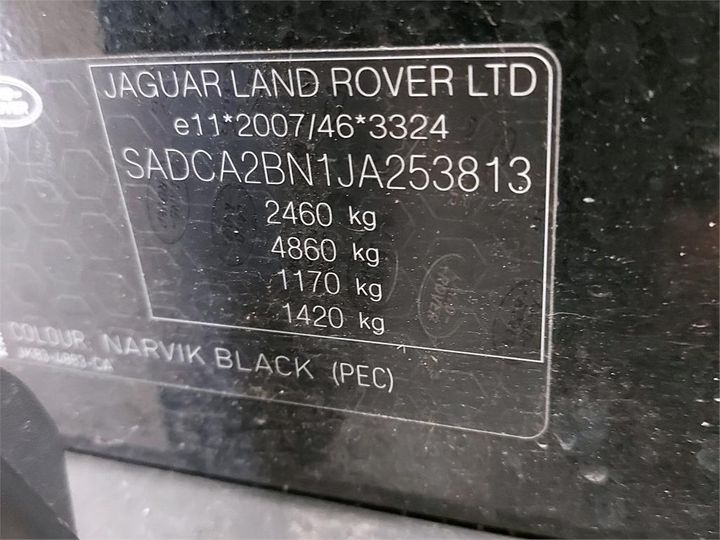 JAGUAR LAND ROVER LTD
e11*2007/46*3324
SADCA2BN1JA253813
2460 kg
4860 kg
1170 kg
1420 kg
COLOUR: NARVIK BLACK (PEC)